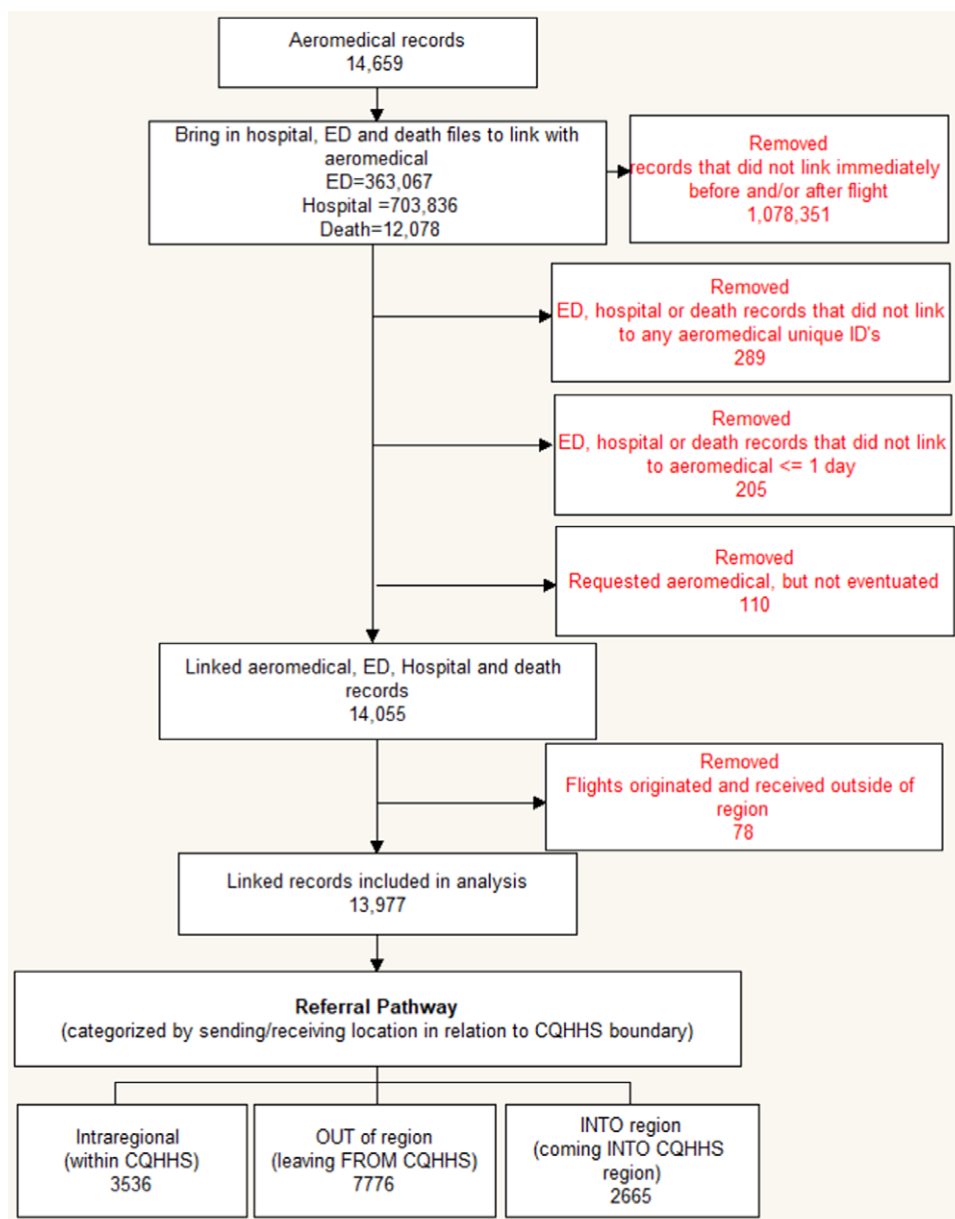 Aeromedical records
14,659
Bring in hospital, ED and death files to link with
aeromedical
ED=363,067
Hospital =703,836
Death=12,078
Removed
records that did not link immediately
before and/or after flight
1,078,351
Removed
ED, hospital or death records that did not link
to any aeromedical unique ID's
289
Removed
ED, hospital or death records that did not link
to aeromedical <= 1 day
205
Removed
Requested aeromedical, but not eventuated
110
Linked aeromedical, ED, Hospital and death
records
14,055
Removed
Flights originated and received outside of
region
78
Linked records included in analysis
13,977
Referral Pathway
(categorized by sending/receiving location in relation to CQHHS boundary)
Intraregional
(within CQHHS)
3536
OUT of region
(leaving FROM CQHHS)
7776
INTO region
(coming INTO CQHHS
region)
2665